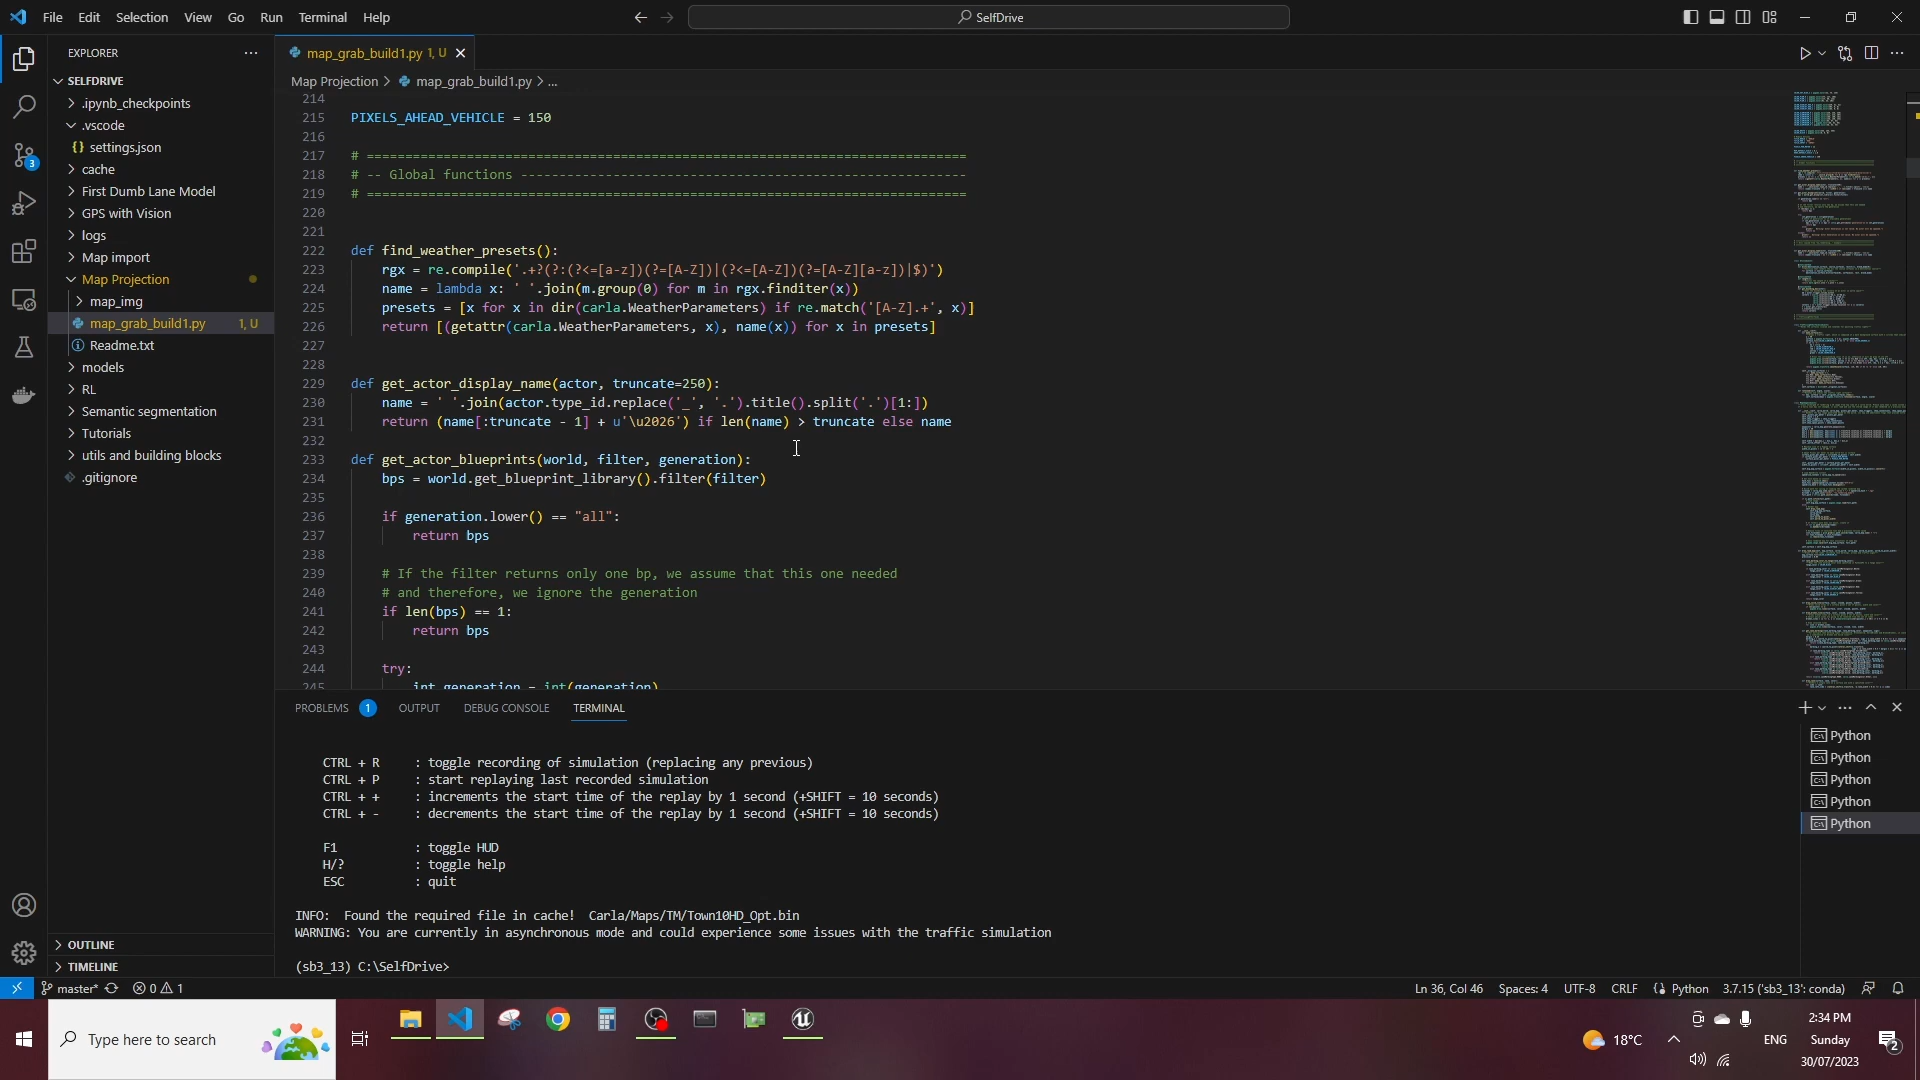 File Edit Selection View Go Run Terminal Help
SelfDrive
EXPLORER
SELFDRIVE
.ipynb_checkpoints
.vscode
{} settings.json
cache
First Dumb Lane Model
GPS with Vision
logs
Map import
Map Projection
map_img
map_grab_build1.py 1, U
Readme.txt
models
RL
Semantic segmentation
Tutorials
utils and building blocks
.gitignore
OUTLINE
TIMELINE
3
map_grab_build1.py 1, U
Map Projection > map_grab_build1.py > ...
214
215 PIXELS_AHEAD_VEHICLE = 150
216
217 # ==============================================================================
218 # -- Global functions ----------------------------------------------------------
219 # ==============================================================================
220
221
222 def find_weather_presets():
223 rgx = re.compile('.+?(?:(?<=[a-z])(?=[A-Z])|(?<=[A-Z])(?=[A-Z][a-z])|$)')
224 name = lambda x: ' '.join(m.group(0) for m in rgx.finditer(x))
225 presets = [x for x in dir(carla.WeatherParameters) if re.match('[A-Z].+', x)]
226 return [(getattr(carla.WeatherParameters, x), name(x)) for x in presets]
227
228
229 def get_actor_display_name(actor, truncate=250):
230 name = ' '.join(actor.type_id.replace('_', '.').title().split('.')[1:])
231 return (name[:truncate - 1] + u'\u2026') if len(name) > truncate else name
232
233 def get_actor_blueprints(world, filter, generation):
234 bps = world.get_blueprint_library().filter(filter)
235
236 if generation.lower() == "all":
237 return bps
238
239 # If the filter returns only one bp, we assume that this one needed
240 # and therefore, we ignore the generation
241 if len(bps) == 1:
242 return bps
243
244 try:
245 int_generation = int(generation)
PROBLEMS 1 OUTPUT DEBUG CONSOLE TERMINAL
CTRL + R : toggle recording of simulation (replacing any previous)
CTRL + P : start replaying last recorded simulation
CTRL + + : increments the start time of the replay by 1 second (+SHIFT = 10 seconds)
CTRL + - : decrements the start time of the replay by 1 second (+SHIFT = 10 seconds)
F1 : toggle HUD
H/? : toggle help
ESC : quit
INFO: Found the required file in cache! Carla/Maps/TM/Town10HD_Opt.bin
WARNING: You are currently in asynchronous mode and could experience some issues with the traffic simulation
(sb3_13) C:\SelfDrive>
Python
Python
Python
Python
Python
master* 0 1 Ln 36, Col 46 Spaces: 4 UTF-8 CRLF Python 3.7.15 ('sb3_13': conda)
Type here to search
18°C
ENG
2:34 PM
Sunday
30/07/2023
2